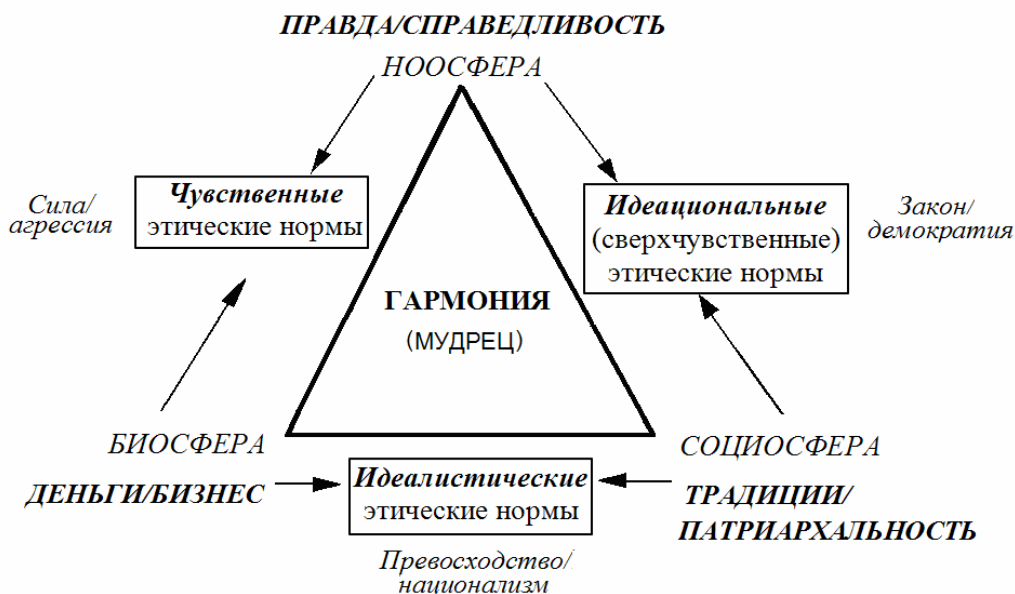 ПРАВДА/СПРАВЕДЛИВОСТЬ
НООСФЕРА
Сила/
агрессия
Чувственные
этические нормы
Идеациональные
(сверхчувственные)
этические нормы
Закон/
демократия
ГАРМОНИЯ
(МУДРЕЦ)
БИОСФЕРА
ДЕНЬГИ/БИЗНЕС
Идеалистические
этические нормы
СОЦИОСФЕРА
ТРАДИЦИИ/
ПАТРИАРХАЛЬНОСТЬ
Превосходство/
национализм